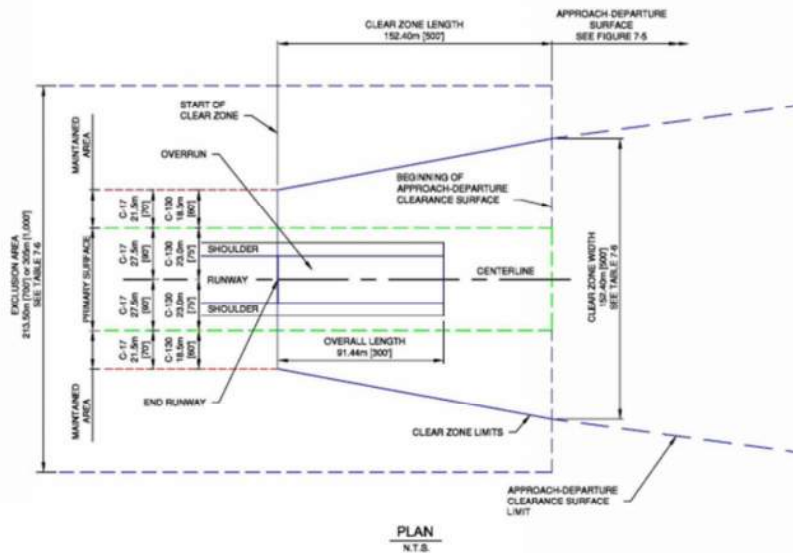 CLEAR ZONE LENGTH
152.40m [500']
APPROACH-DEPARTURE
SURFACE
SEE FIGURE 7-5
START OF
CLEAR ZONE
OVERRUN
BEGINNING OF
APPROACH-DEPARTURE
CLEARANCE SURFACE
EXCLUSION AREA
213.50m [700'] or 305m [1,000']
SEE TABLE 7-6
MAINTAINED
AREA
PRIMARY SURFACE
MAINTAINED
AREA
C-17
21.5m
[70']
C-130
18.5m
[60']
C-17
27.5m
[90']
C-130
23.0m
[75']
C-17
27.5m
[90']
C-130
23.0m
[75']
C-17
21.5m
[70']
C-130
18.5m
[60']
SHOULDER
RUNWAY
CENTERLINE
SHOULDER
CLEAR ZONE WIDTH
152.40m [500']
SEE TABLE 7-6
OVERALL LENGTH
91.44m [300']
END RUNWAY
CLEAR ZONE LIMITS
APPROACH-DEPARTURE
CLEARANCE SURFACE
LIMIT
PLAN
N.T.S.